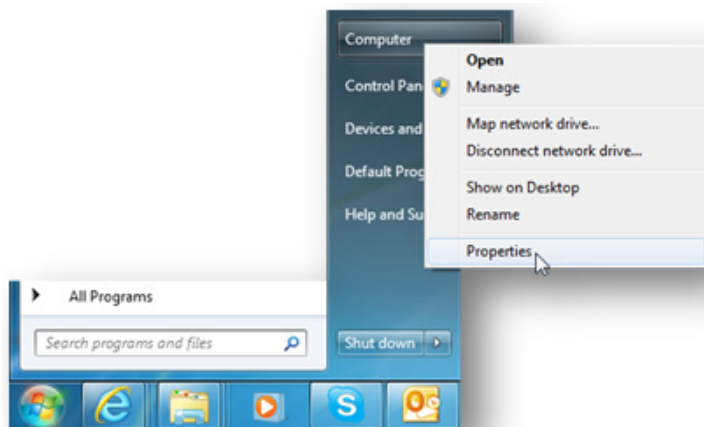 Computer
Control Pan
Devices and
Default Prog
Help and Su
Open
Manage
Map network drive...
Disconnect network drive...
Show on Desktop
Rename
Properties
All Programs
Search programs and files
Shut down